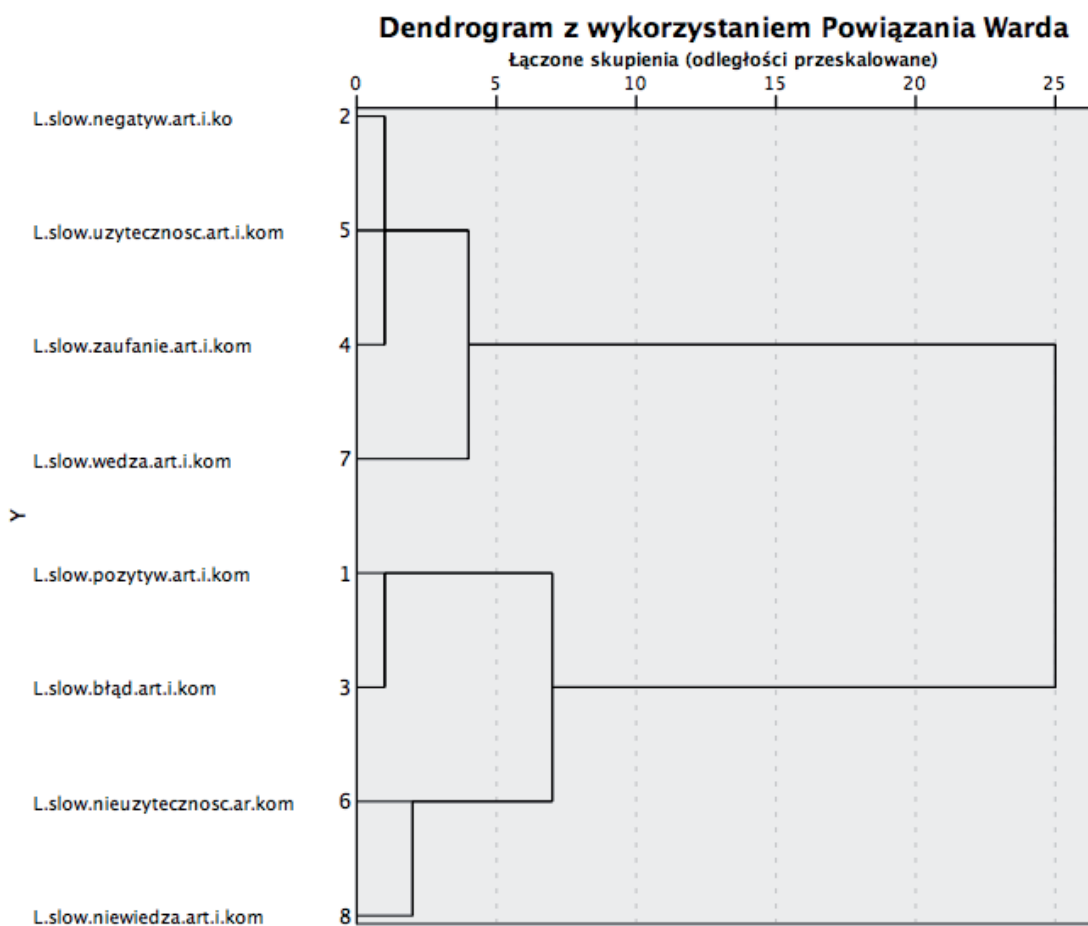 Dendrogram z wykorzystaniem Powiązania Warda
Łączone skupienia (odległości przeskalowane)
0 5 10 15 20 25
L.slow.negatyw.art.i.ko 2
L.slow.uzytecznosc.art.i.kom 5
L.slow.zaufanie.art.i.kom 4
L.slow.wedza.art.i.kom 7
Y
L.slow.pozytyw.art.i.kom 1
L.slow.błąd.art.i.kom 3
L.slow.nieuzytecznosc.ar.kom 6
L.slow.niewiedza.art.i.kom 8